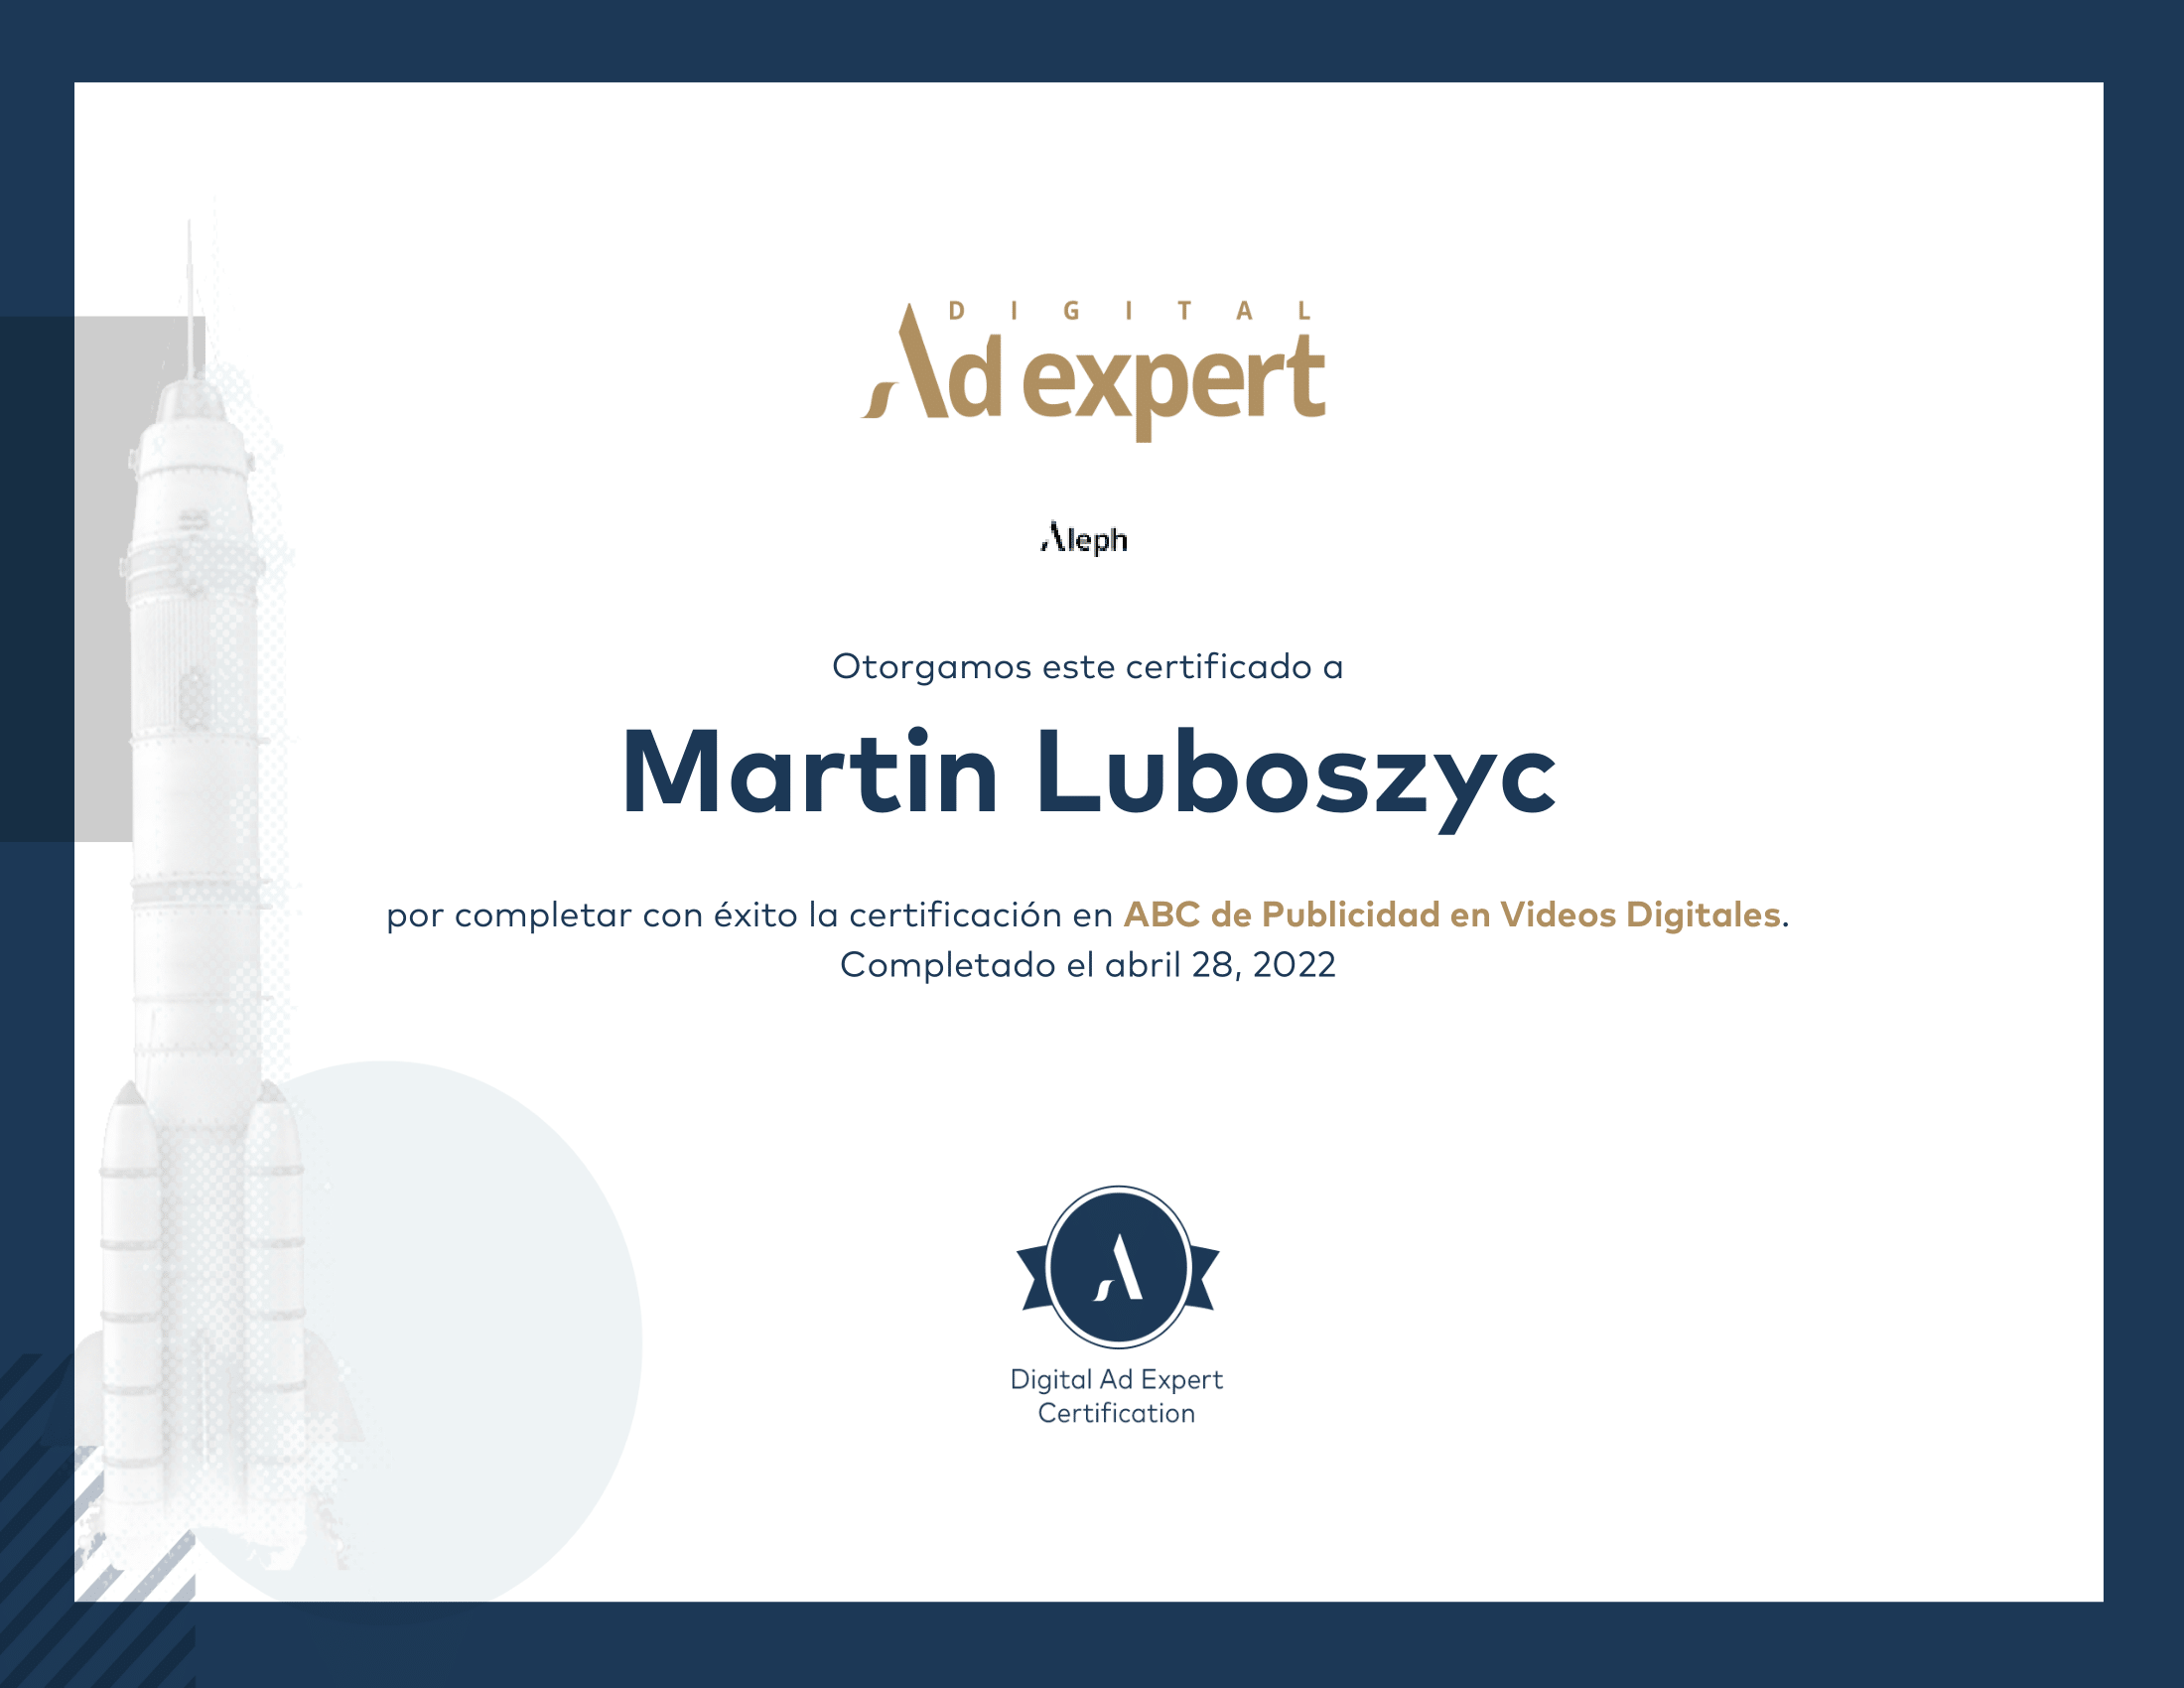 DIGITAL
Ad expert
Aleph
Otorgamos este certificado a
Martin Luboszyc
por completar con éxito la certificación en ABC de Publicidad en Videos Digitales.
Completado el abril 28, 2022
A
Digital Ad Expert
Certification